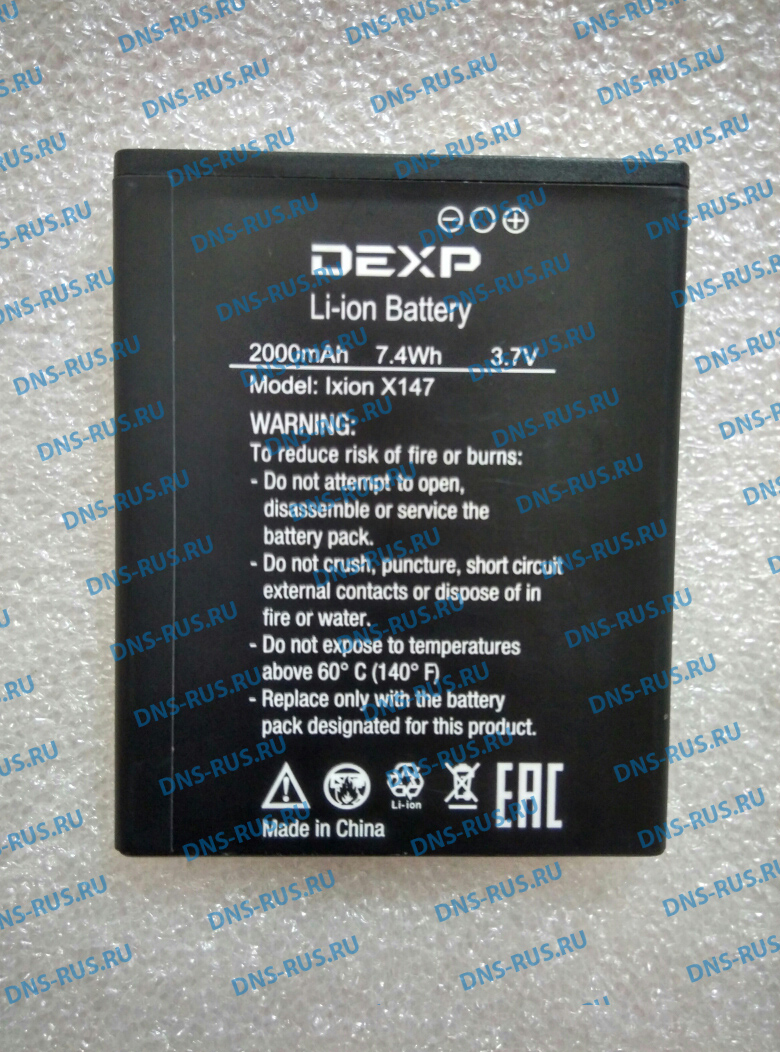 DEXP
Li-ion Battery
2000mAh 7.4Wh 3.7V
Model: Ixion X147
WARNING:
To reduce risk of fire or burns:
- Do not attempt to open,
disassemble or service the
battery pack.
- Do not crush, puncture, short circuit
external contacts or dispose of in
fire or water.
- Do not expose to temperatures
above 60° C (140° F)
- Replace only with the battery
pack designated for this product.
Li-ion
EAC
Made in China
DNS-RUS.RU